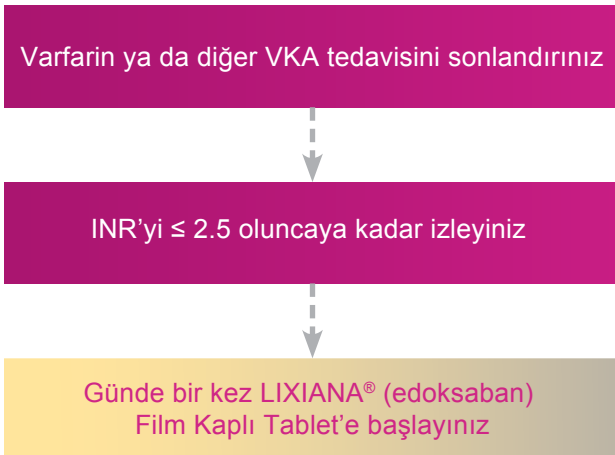 Varfarin ya da diğer VKA tedavisini sonlandırınız
INR’yi ≤ 2.5 oluncaya kadar izleyiniz
Günde bir kez LIXIANA® (edoksaban)
Film Kaplı Tablet’e başlayınız